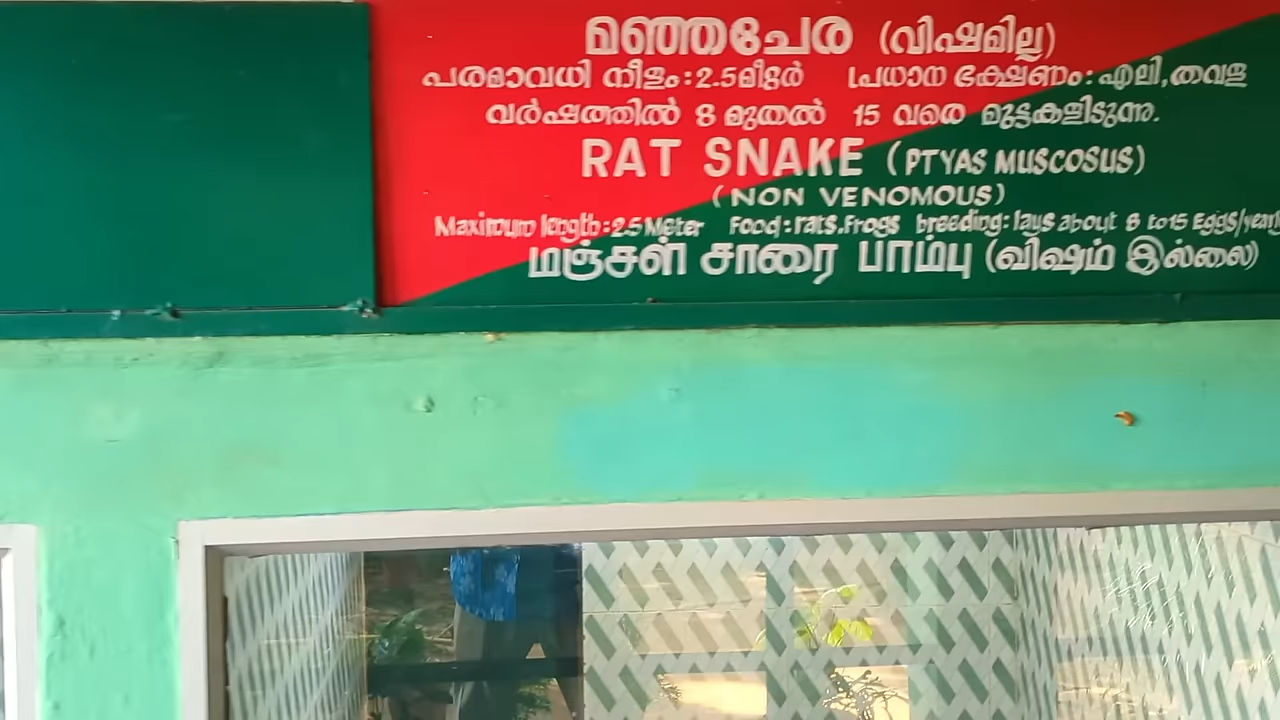 മഞ്ഞചേര (വിഷമില്ല)
പരമാവധി നീളം:2.5മീറ്റർ പ്രധാന ഭക്ഷണം:എലി,തവള
വർഷത്തിൽ 8 മുതൽ 15 വരെ മുട്ടകളിടുന്നു.
RAT SNAKE (PTYAS MUSCOSUS)
(NON VENOMOUS)
Maximum length:2.5Meter Food:rats.Frogs breeding:lays about 8 to15 Eggs/year
மஞ்சள் சாரை பாம்பு (விஷம் இல்லை)